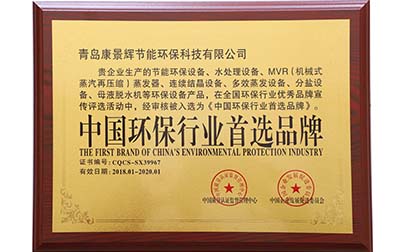 青岛康景辉节能环保科技有限公司
贵企业生产的节能环保设备、水处理设备、MVR(机械式
蒸汽再压缩)蒸发器、连续结晶设备、多效蒸发设备、分盐设
备、母液脱水机等环保设备产品，在全国环保行业优秀品牌宣
传评选活动中，经审核被入选为《中国环保行业首选品牌》。
中国环保行业首选品牌
THE FIRST BRAND OF CHINA'S ENVIRONMENTAL PROTECTION INDUSTRY
证书编号：CQCS-SX39967
有效日期：2018.01-2020.01